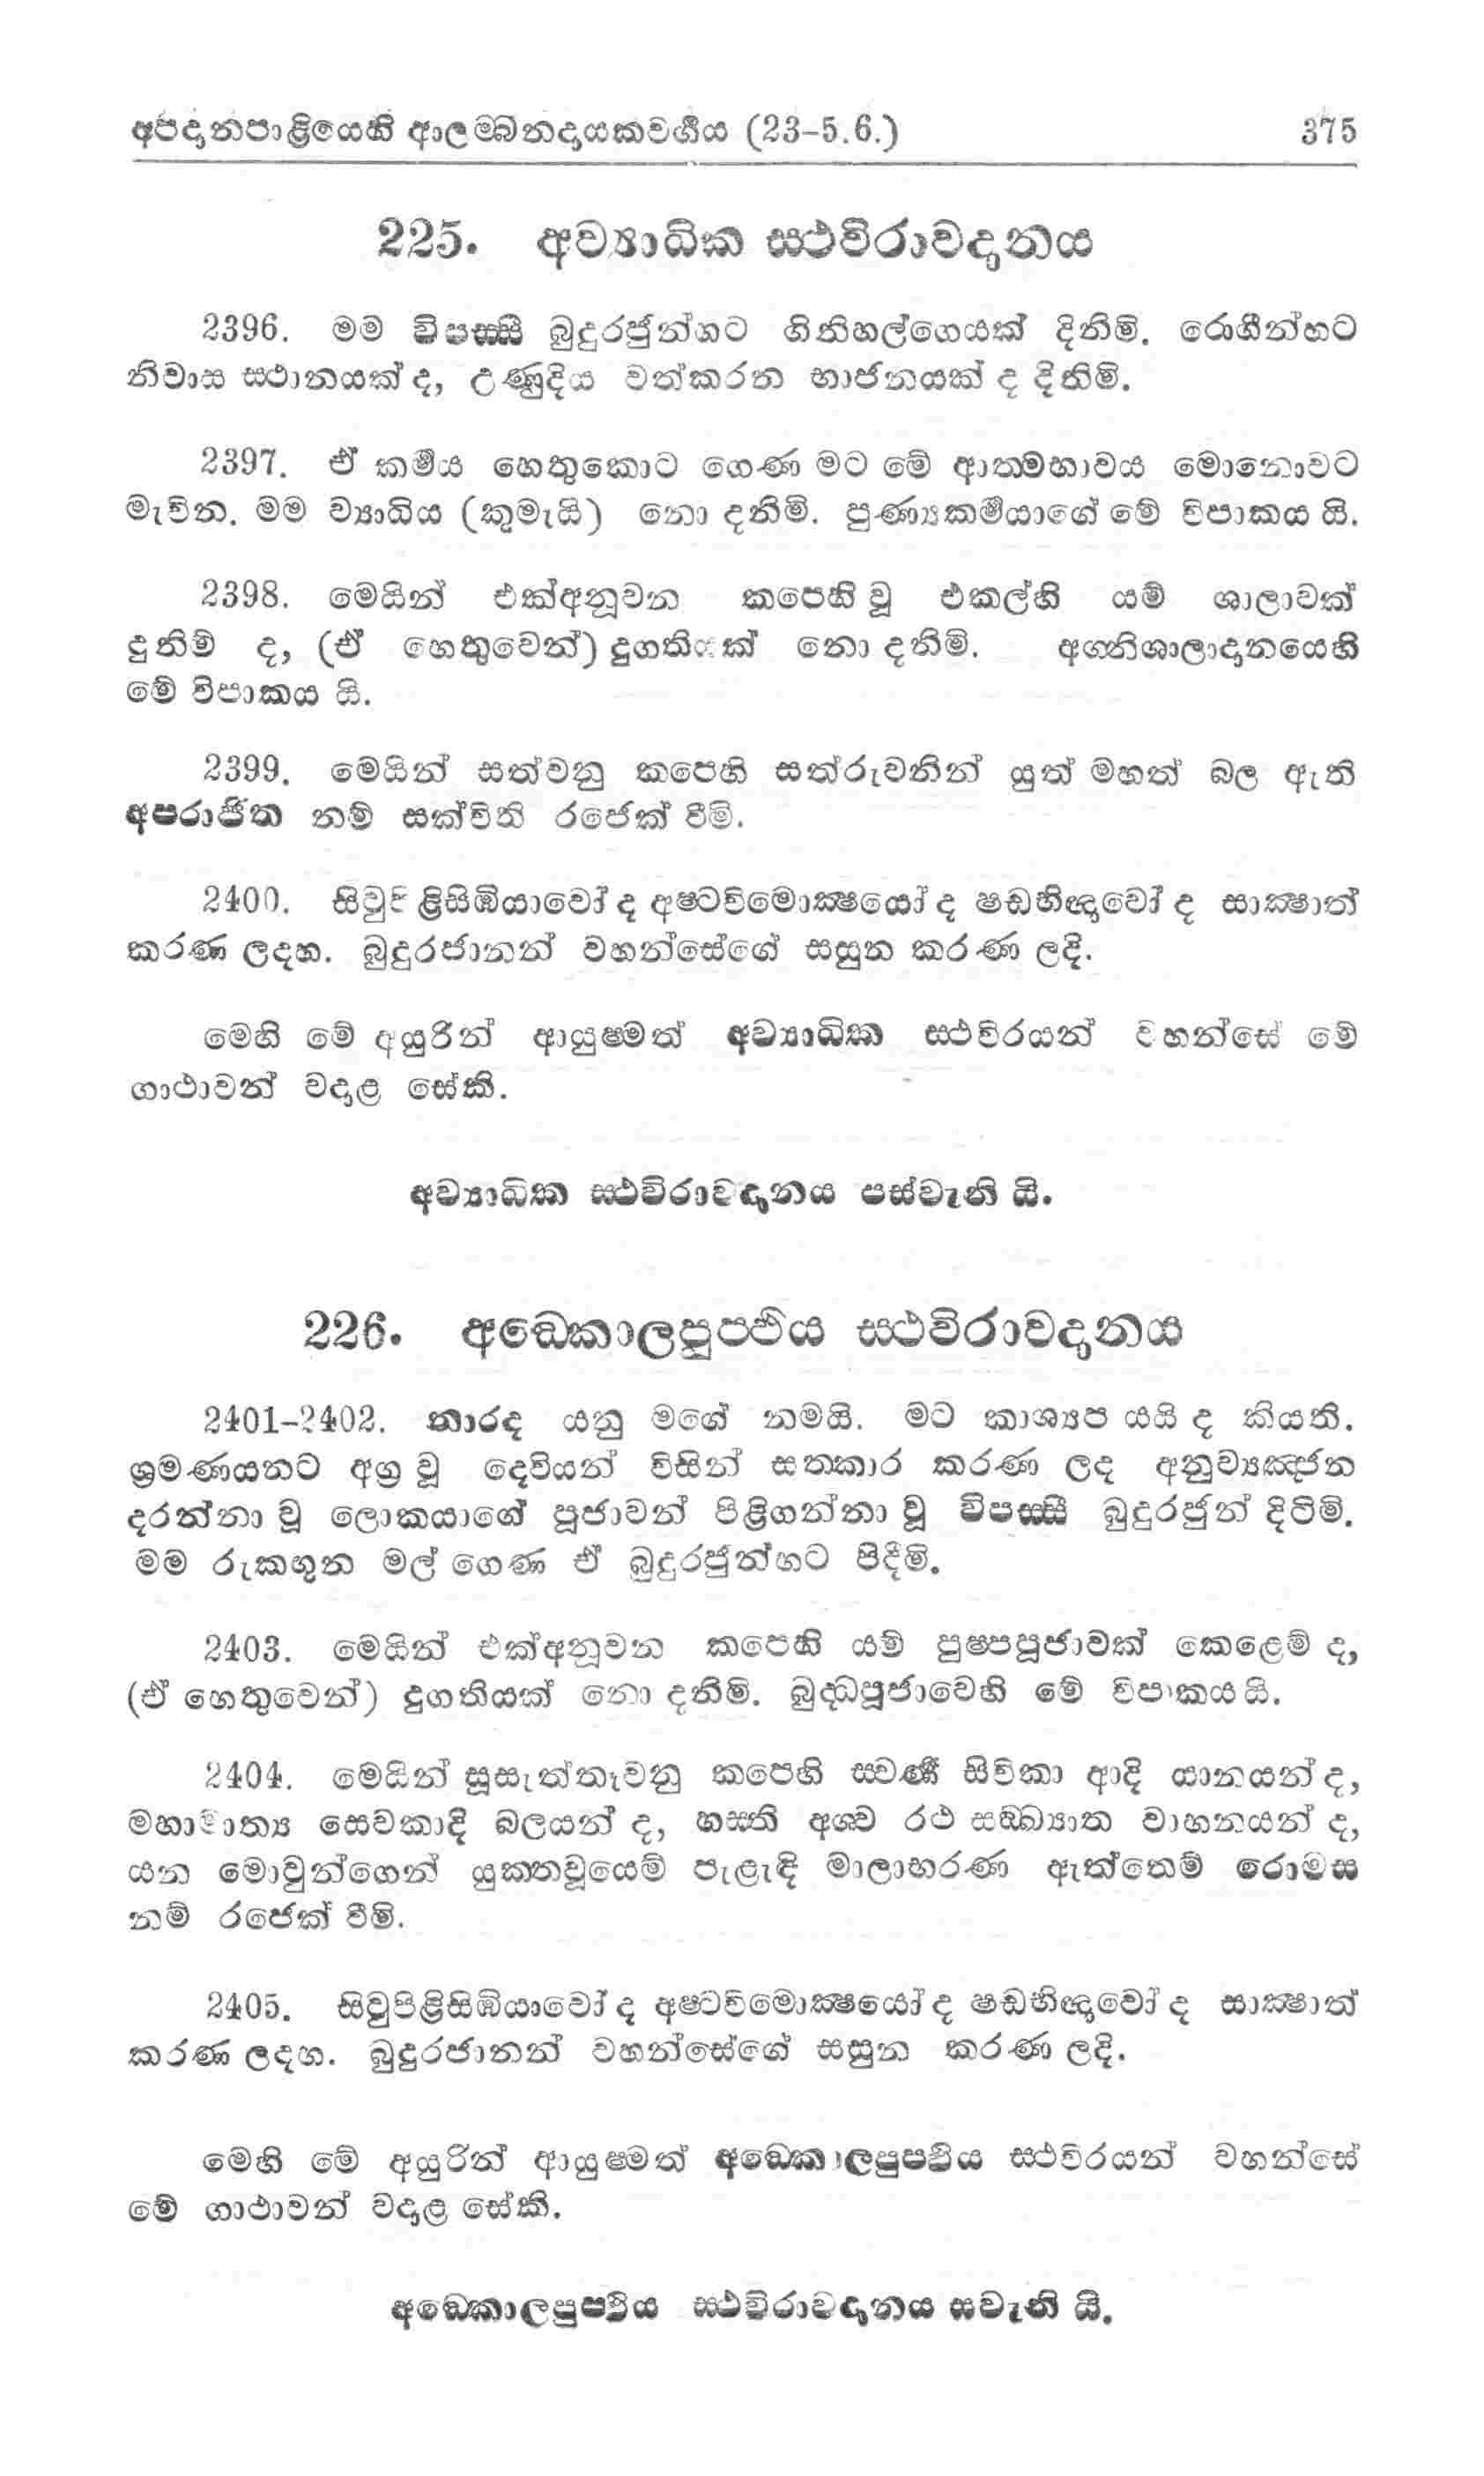 අපදානපාළියෙහි ආලම්බනදායකවර්ගය (23-5.6.) 375
225. අව්‍යාධික ස්ථවිරාවදානය
2396. මම විපස්සී බුදුරජුන්හට ගිනිහල්ගෙයක් දිනිමි. රොගීන්හට
නිවාස ස්ථානයක් ද, උණුදිය වත්කරන භාජනයක් ද දිනිමි.
2397. ඒ කර්මය හෙතුකොට ගෙණ මට මේ ආත්මභාවය මොනොවට
මැවිත. මම ව්‍යාධිය (කුමැයි) නො දනිමි. පුණ්‍යකර්මයාගේ මේ විපාකය යි.
2398. මෙයින් එක්අනූවන කපෙහි වූ එකල්හි යම් ශාලාවක්
දුනිම් ද, (ඒ හෙතුවෙන්) දුගතියක් නො දනිමි. අග්නිශාලාදානයෙහි
මේ විපාකය යි.
2399. මෙයින් සත්වනු කපෙහි සත්රුවනින් යුත් මහත් බල ඇති
අපරාජිත නම් සක්විති රජෙක් වීමි.
2400. සිවුපිළිසිඹියාවෝ ද අෂ්ටවිමොක්‍ෂයෝ ද ෂඩභිඥාවෝ ද සාක්‍ෂාත්
කරණ ලදහ. බුදුරජානන් වහන්සේගේ සසුන කරණ ලදි.
මෙහි මේ අයුරින් ආයුෂ්මත් අව්‍යාධික ස්ථවිරයන් වහන්සේ මේ
ගාථාවන් වදාළ සේකි.
අව්‍යාධික ස්ථවිරාවදානය පස්වැනි යි.
226. අඞ්කොලපුප්ඵිය ස්ථවිරාවදානය
2401-2402. නාරද යනු මගේ නමයි. මට කාශ්‍යප යයි ද කියති.
ශ්‍රමණයනට අග්‍ර වූ දෙවියන් විසින් සත්කාර කරණ ලද අනුව්‍යඤ්ජන
දරන්නා වූ ලොකයාගේ පූජාවන් පිළිගන්නා වූ විපස්සී බුදුරජුන් දිටිමි.
මම රුකඟුන මල් ගෙණ ඒ බුදුරජුන්හට පිදීමි.
2403. මෙයින් එක්අනූවන කපෙහි යම් පුෂ්පපූජාවක් කෙළෙම් ද,
(ඒ හෙතුවෙන්) දුගතියක් නො දනිමි. බුද්ධපූජාවෙහි මේ විපාකය යි.
2404. මෙයින් සූසැත්තෑවනු කපෙහි ස්වර්ණ සිවිකා ආදි යානයන් ද,
මහාමාත්‍ය සෙවකාදි බලයන් ද, හස්ති අශ්ව රථ සඞ්ඛ්‍යාත වාහනයන් ද,
යන මොවුන්ගෙන් යුක්තවූයෙම් පැළැඳි මාලාභරණ ඇත්තෙම් රොමස
නම් රජෙක් වීමි.
2405. සිවුපිළිසිඹියාවෝ ද අෂ්ටවිමොක්‍ෂයෝ ද ෂඩභිඥාවෝ ද සාක්‍ෂාත්
කරණ ලදහ. බුදුරජානන් වහන්සේගේ සසුන කරණ ලදි.
මෙහි මේ අයුරින් ආයුෂ්මත් අඞ්කොලපුප්ඵිය ස්ථවිරයන් වහන්සේ
මේ ගාථාවන් වදාළ සේකි.
අඞ්කොලපුප්ඵිය ස්ථවිරාවදානය සවැනි යි.